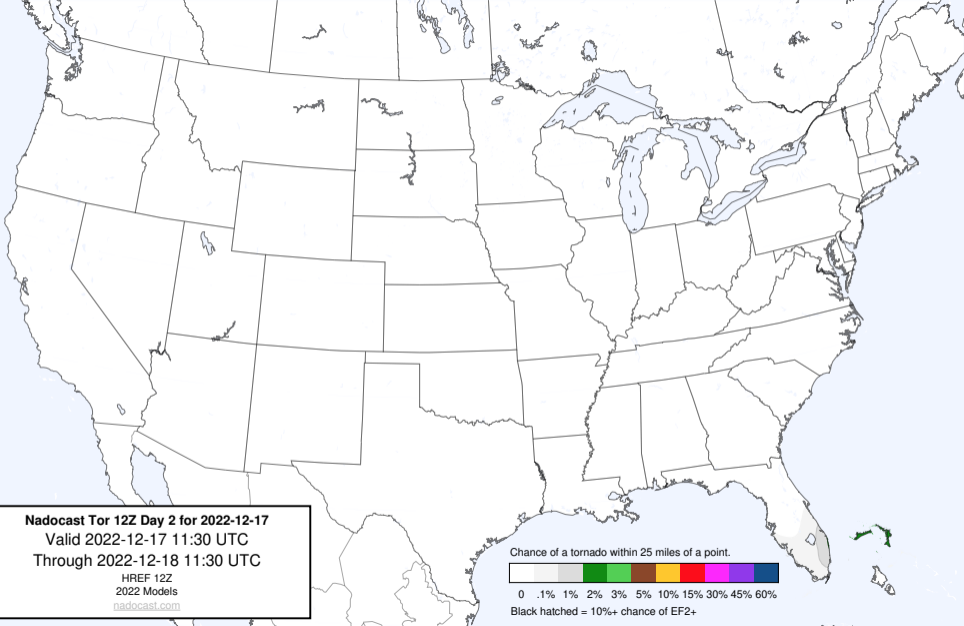 Nadocast Tor 12Z Day 2 for 2022-12-17
Valid 2022-12-17 11:30 UTC
Through 2022-12-18 11:30 UTC
HREF 12Z
2022 Models
nadocast.com
Chance of a tornado within 25 miles of a point.
0 .1% 1% 2% 3% 5% 10% 15% 30% 45% 60%
Black hatched = 10%+ chance of EF2+